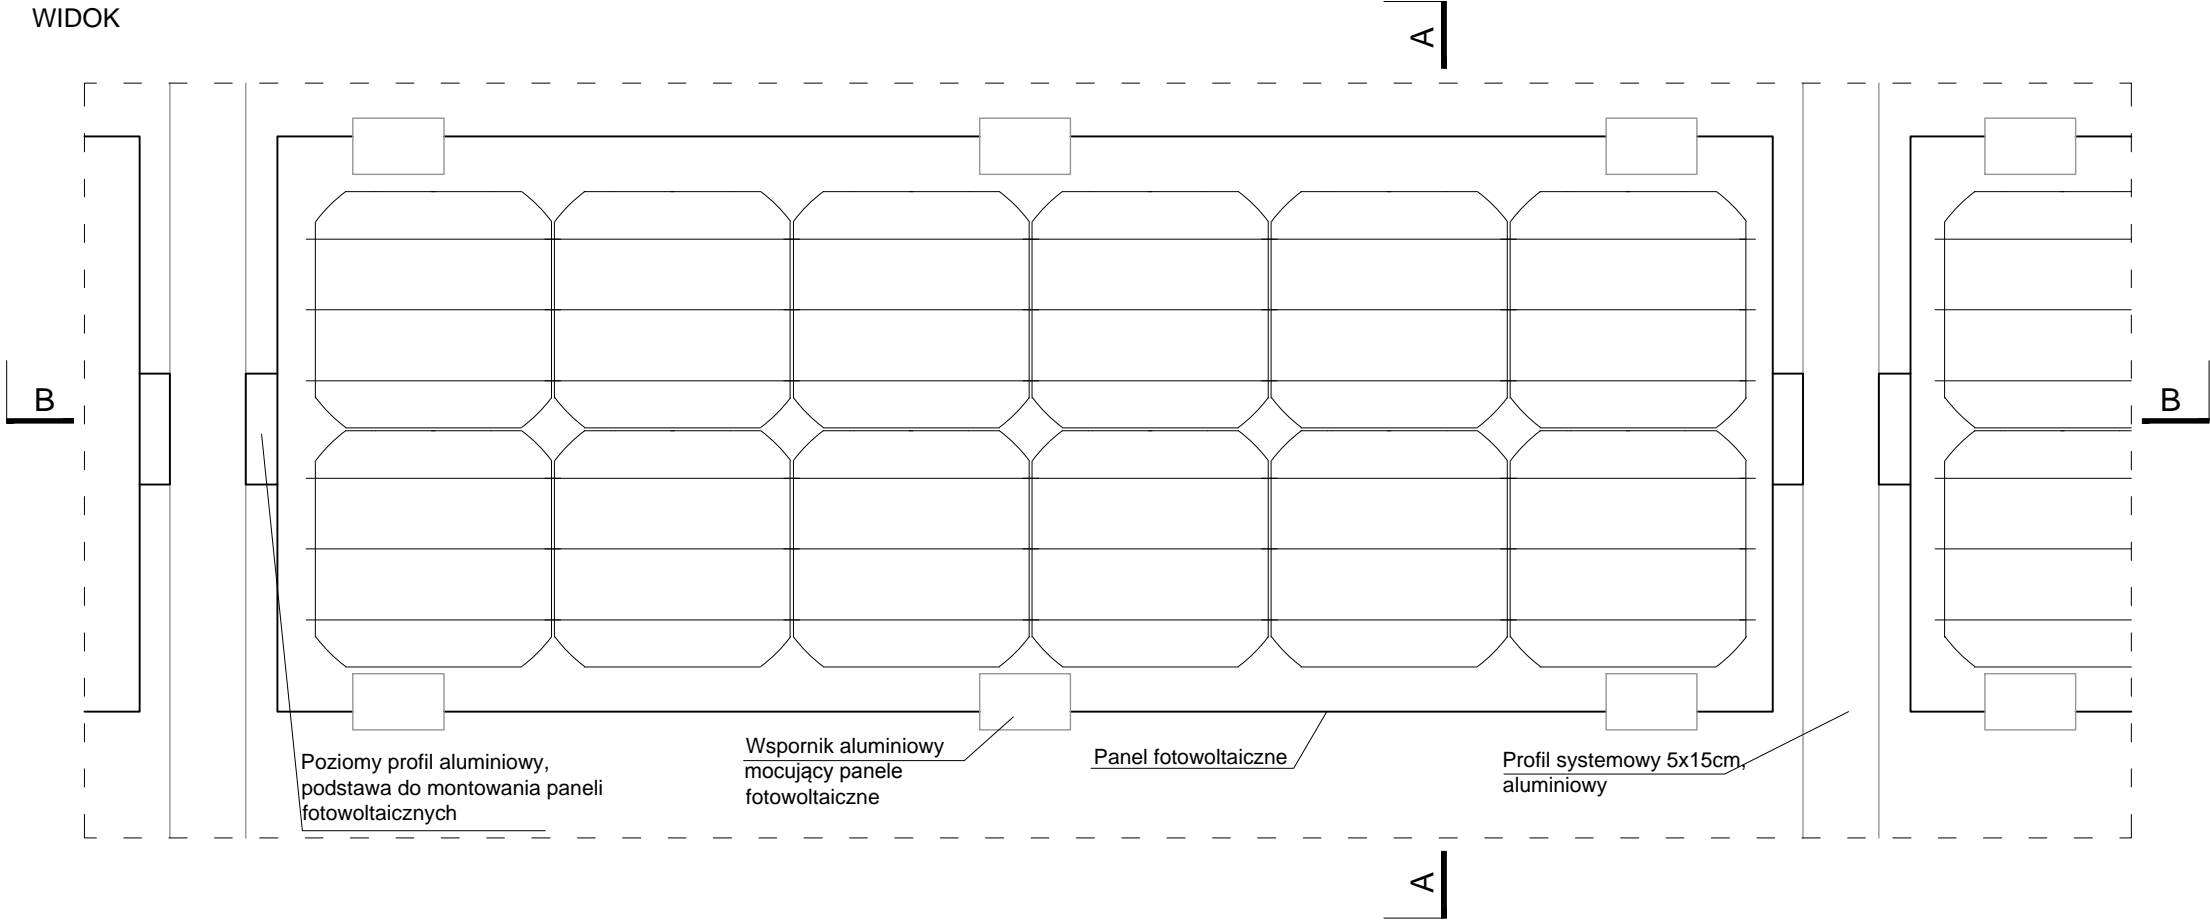 WIDOK
A
B
B
Poziomy profil aluminiowy,
podstawa do montowania paneli
fotowoltaicznych
Wspornik aluminiowy
mocujący panele
fotowoltaiczne
Panel fotowoltaiczne
Profil systemowy 5x15cm,
aluminiowy
A